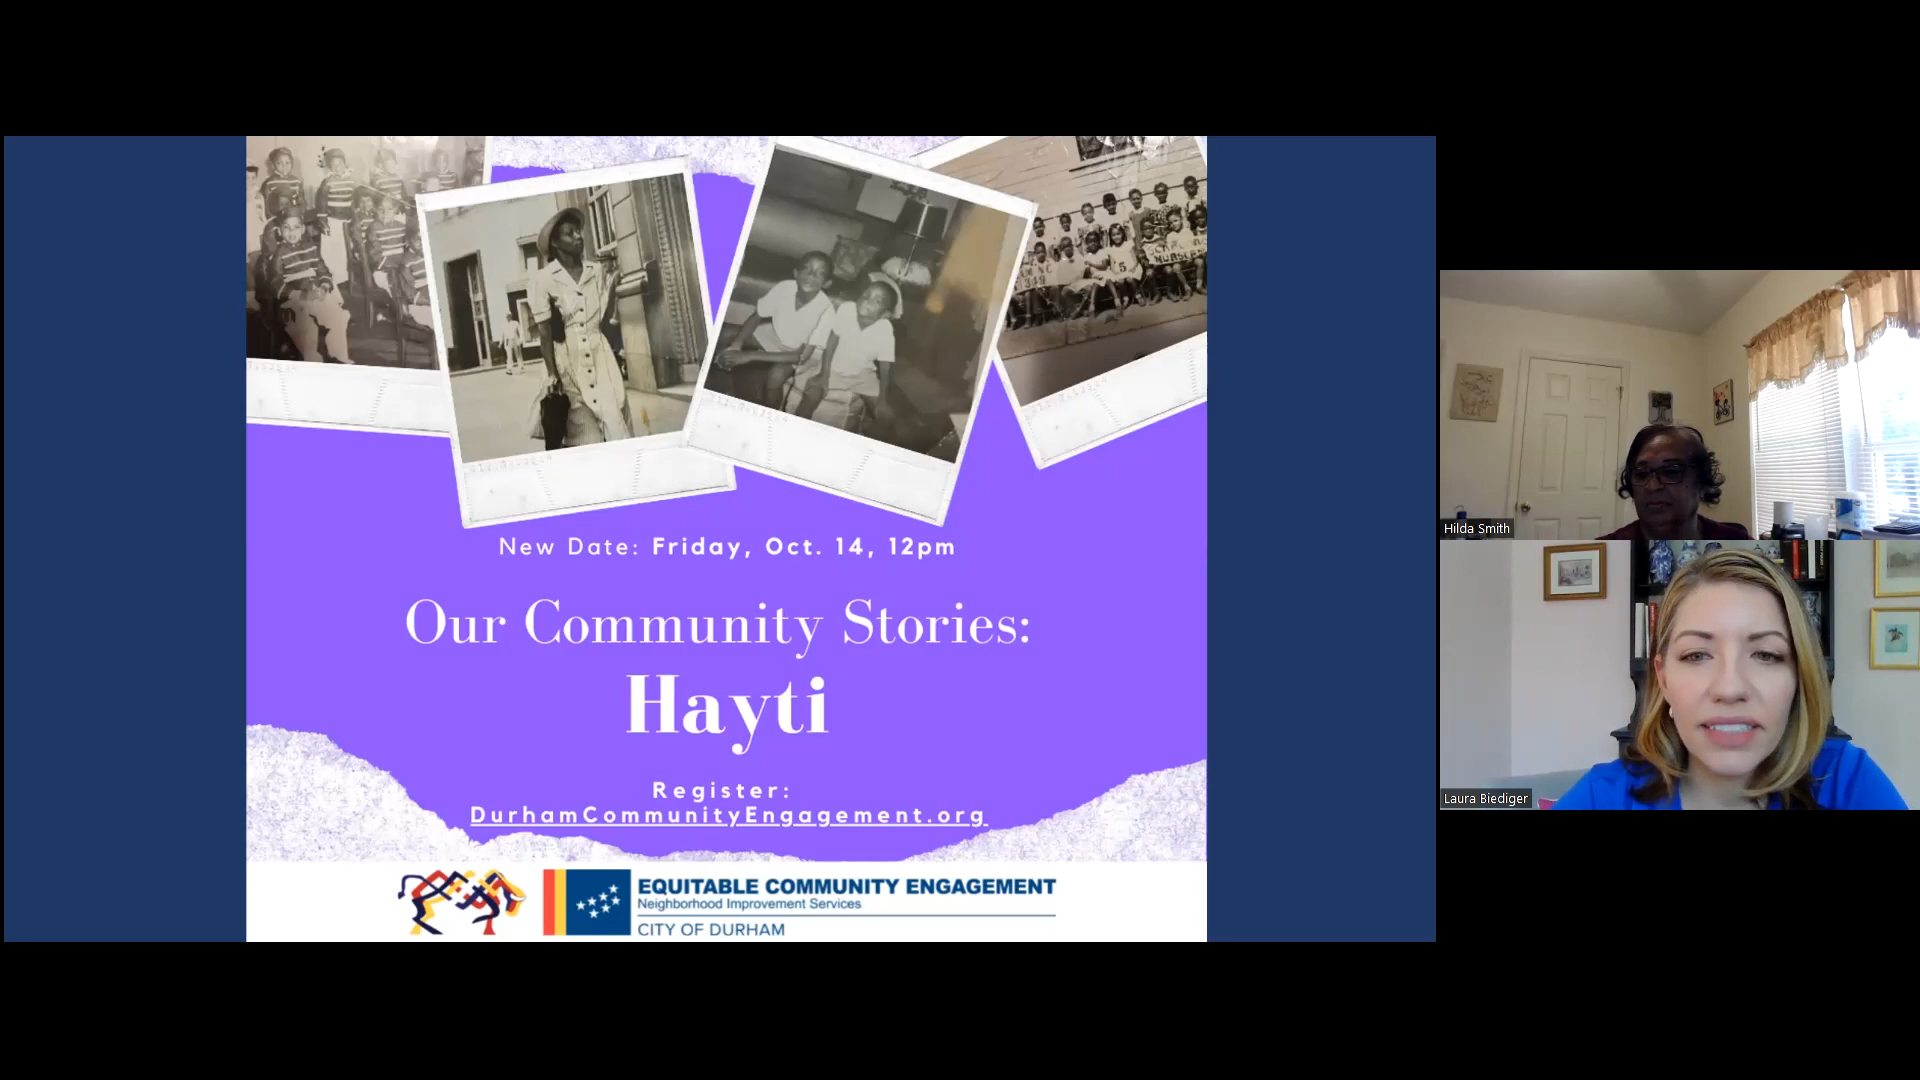 New Date: Friday, Oct. 14, 12pm
Our Community Stories:
Hayti
Register:
DurhamCommunityEngagement.org
EQUITABLE COMMUNITY ENGAGEMENT
Neighborhood Improvement Services
CITY OF DURHAM
Hilda Smith
Laura Biediger